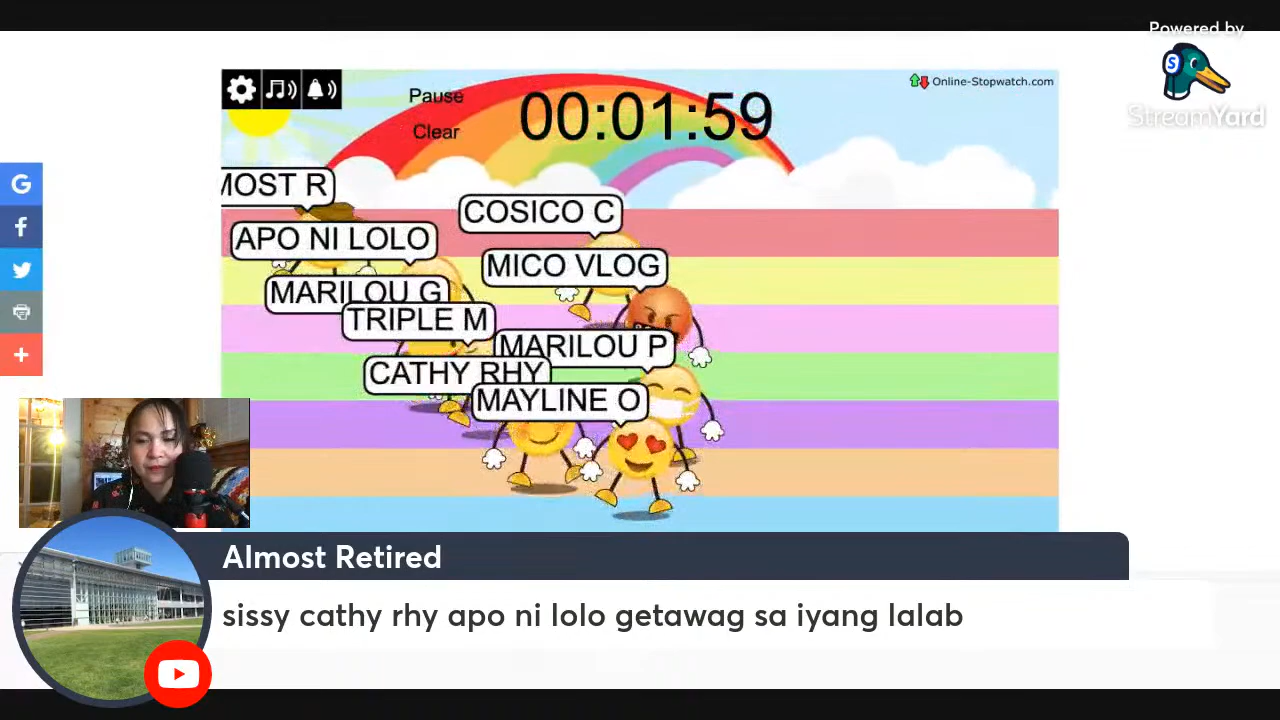 Powered by
StreamYard
Pause
Clear
00:01:59
Online-Stopwatch.com
MOST R
COSICO C
APO NI LOLO
MICO VLOG
MARILOU G
TRIPLE M
MARILOU P
CATHY RHY
MAYLINE O
Almost Retired
sissy cathy rhy apo ni lolo getawag sa iyang lalab